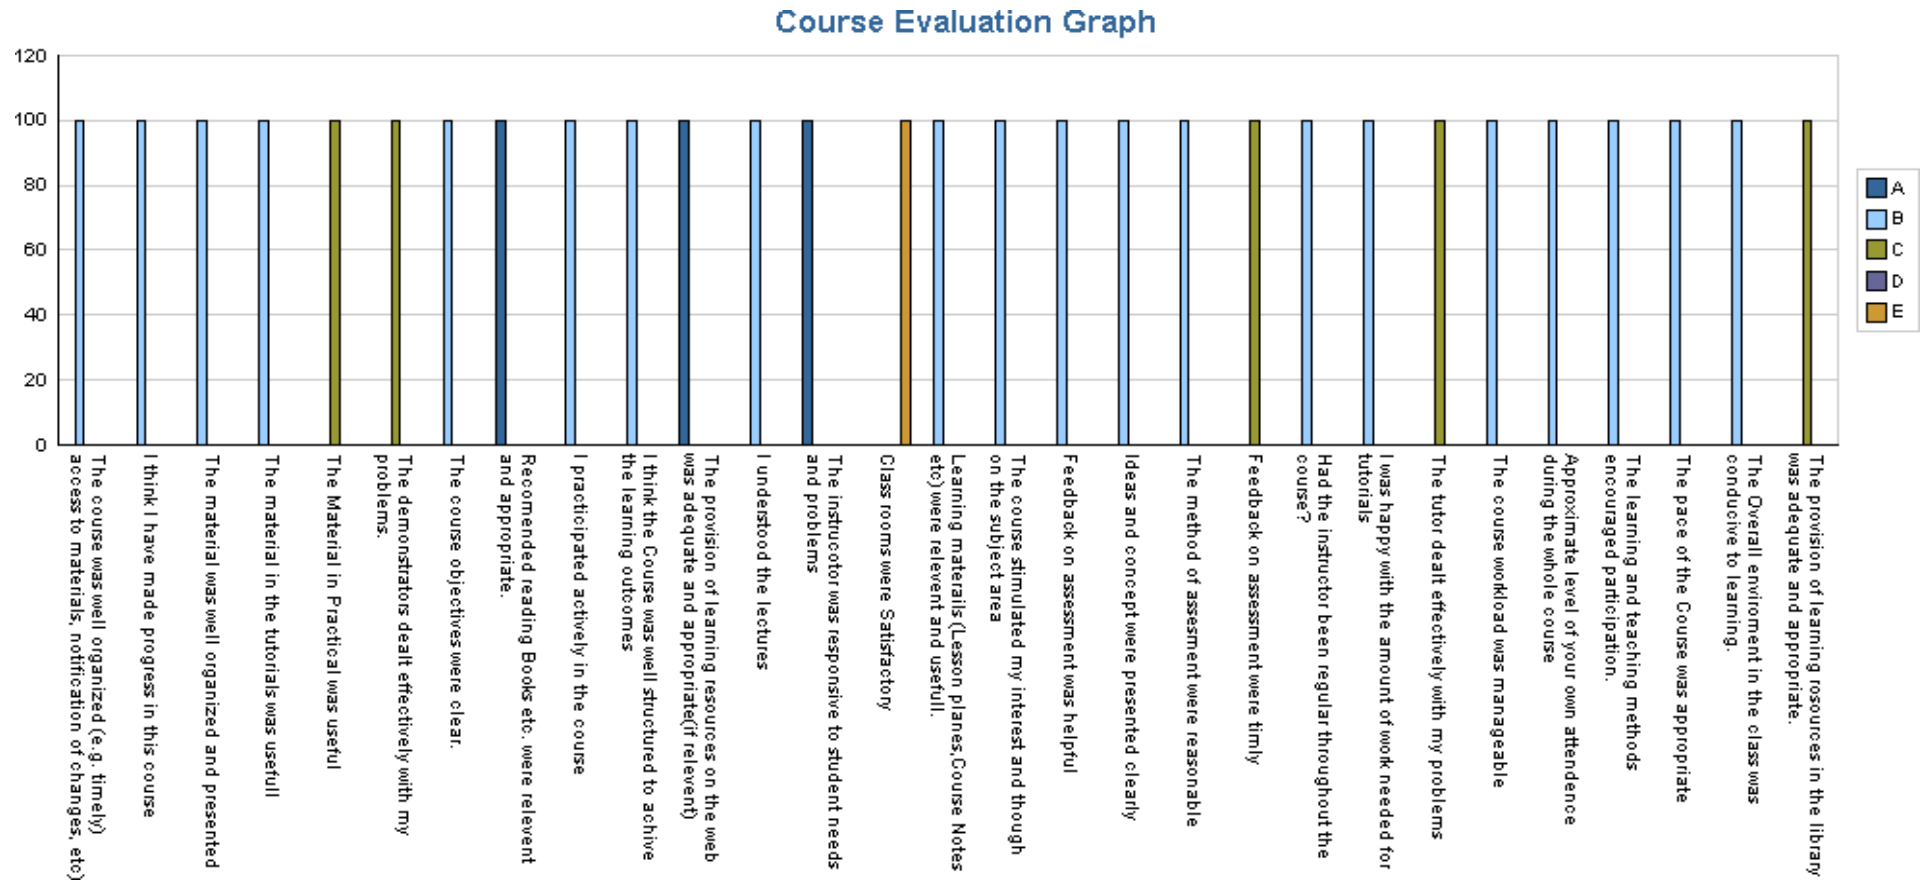 Course Evaluation Graph
120
100
80
60
40
20
0
A
B
C
D
E
The course was well organized (e.g. timely)
access to materials, notification of changes, etc)
I think I have made progress in this course
The material was well organized and presented
The material in the tutorials was usefull
The Material in Practical was useful
The demonstrators dealt effectively with my
problems.
The course objectives were clear.
Recomended reading Books etc. were relevent
and appropriate.
I practicipated actively in the course
I think the Course was well structured to achive
the learning outcomes
The provision of learning resources on the web
was adequate and appropriate(if relevent)
I understood the lectures
The instrucotor was responsive to student needs
and problems
Class rooms were Satisfactory
Learning materails (Lesson planes,Course Notes
etc) were relevent and usefull.
The course stimulated my interest and though
on the subject area
Feedback on assessment was helpful
Ideas and concept were presented clearly
The method of assesment were reasonable
Feedback on assessment were timly
Had the instructor been regular throughout the
course?
I was happy with the amount of work needed for
tutorials
The tutor dealt effectively with my problems
The course workload was manageable
Approximate level of your own attendence
during the whole course
The learning and teaching methods
encouraged participation.
The pace of the Course was appropriate
The Overall enviroment in the class was
conducive to learning.
The provision of learning rosources in the library
was adequate and appropriate.